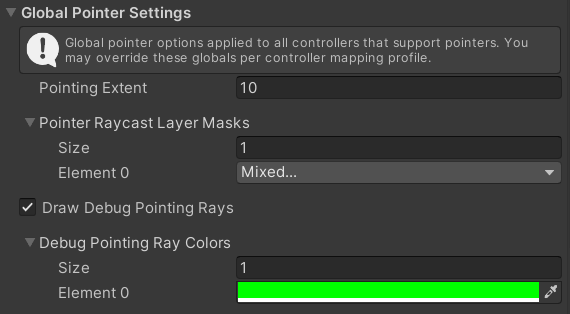 Global Pointer Settings
Global pointer options applied to all controllers that support pointers. You
may override these globals per controller mapping profile.
Pointing Extent 10
Pointer Raycast Layer Masks
Size 1
Element 0 Mixed...
Draw Debug Pointing Rays
Debug Pointing Ray Colors
Size 1
Element 0